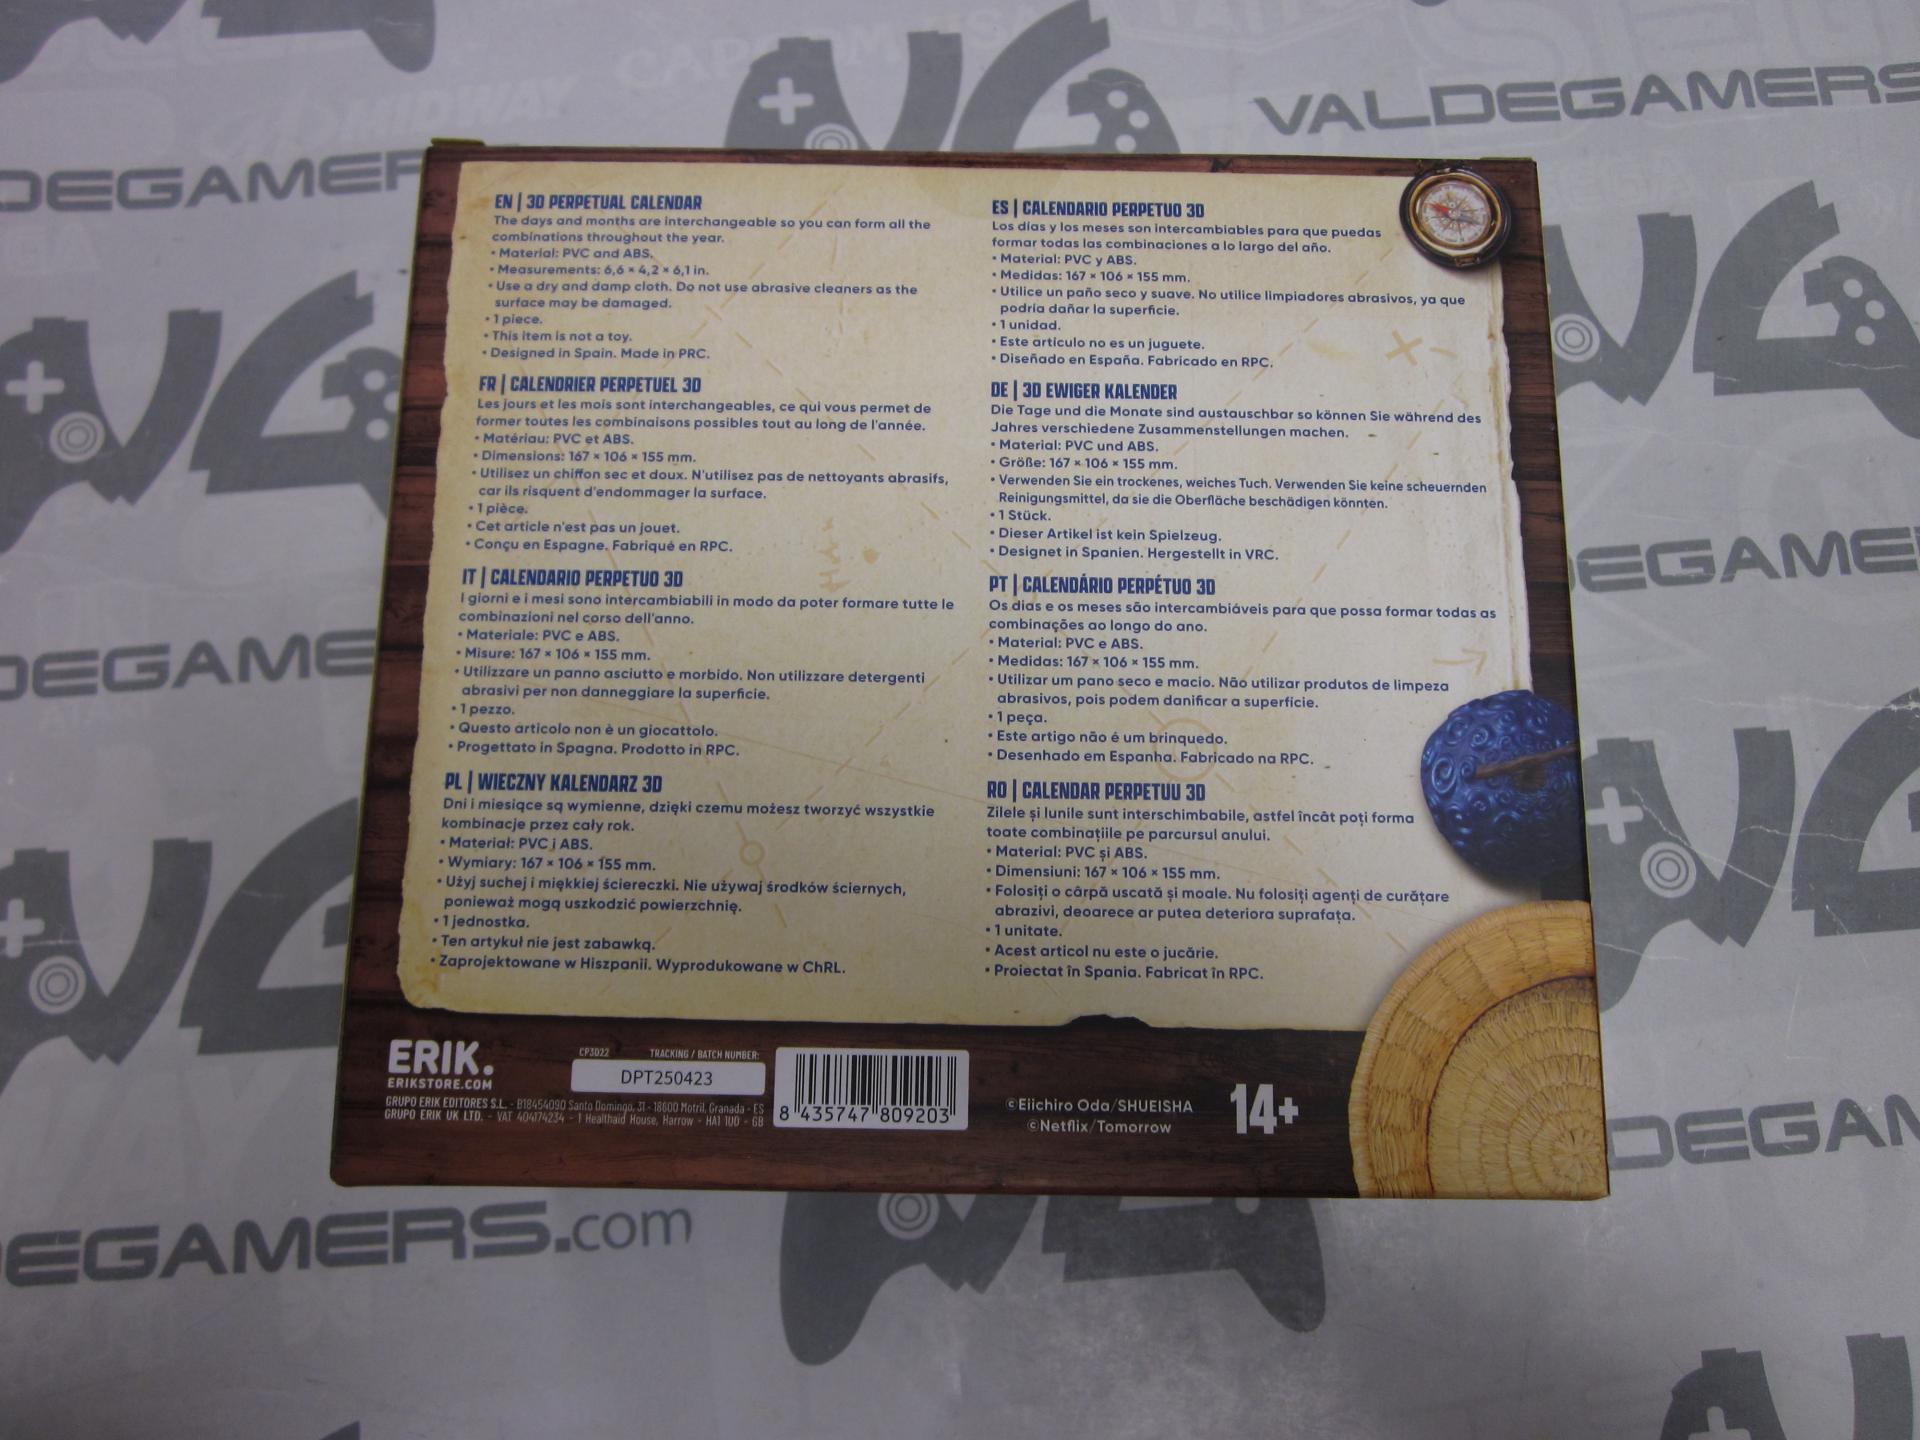 VALDEGAMERS
MIDWAY
DEGAMER
EN | 3D PERPETUAL CALENDAR
The days and months are interchangeable so you can form all the
combinations throughout the year.
• Material: PVC and ABS.
• Measurements: 6,6 × 4,2 × 6,1 in.
• Use a dry and damp cloth. Do not use abrasive cleaners as the
surface may be damaged.
• 1 piece.
• This item is not a toy.
• Designed in Spain. Made in PRC.
FR | CALENDRIER PERPETUEL 3D
Les jours et les mois sont interchangeables, ce qui vous permet de
former toutes les combinaisons possibles tout au long de l'année.
• Matériau: PVC et ABS.
• Dimensions: 167 × 106 × 155 mm.
• Utilisez un chiffon sec et doux. N'utilisez pas de nettoyants abrasifs,
car ils risquent d'endommager la surface.
• 1 pièce.
• Cet article n'est pas un jouet.
• Conçu en Espagne. Fabriqué en RPC.
IT | CALENDARIO PERPETUO 3D
I giorni e i mesi sono intercambiabili in modo da poter formare tutte le
combinazioni nel corso dell'anno.
• Materiale: PVC e ABS.
• Misure: 167 × 106 × 155 mm.
• Utilizzare un panno asciutto e morbido. Non utilizzare detergenti
abrasivi per non danneggiare la superficie.
• 1 pezzo.
• Questo articolo non è un giocattolo.
• Progettato in Spagna. Prodotto in RPC.
PL | WIECZNY KALENDARZ 3D
Dni i miesiące są wymienne, dzięki czemu możesz tworzyć wszystkie
kombinacje przez cały rok.
• Materiał: PVC i ABS.
• Wymiary: 167 × 106 × 155 mm.
• Użyj suchej i miękkiej ściereczki. Nie używaj środków ściernych,
ponieważ mogą uszkodzić powierzchnię.
• 1 jednostka.
• Ten artykuł nie jest zabawką.
• Zaprojektowane w Hiszpanii. Wyprodukowane w ChRL.
ES | CALENDARIO PERPETUO 3D
Los días y los meses son intercambiables para que puedas
formar todas las combinaciones a lo largo del año.
• Material: PVC y ABS.
• Medidas: 167 × 106 × 155 mm.
• Utilice un paño seco y suave. No utilice limpiadores abrasivos, ya que
podría dañar la superficie.
• 1 unidad.
• Este artículo no es un juguete.
• Diseñado en España. Fabricado en RPC.
DE | 3D EWIGER KALENDER
Die Tage und die Monate sind austauschbar so können Sie während des
Jahres verschiedene Zusammenstellungen machen.
• Material: PVC und ABS.
• Größe: 167 × 106 × 155 mm.
• Verwenden Sie ein trockenes, weiches Tuch. Verwenden Sie keine scheuernden
Reinigungsmittel, da sie die Oberfläche beschädigen könnten.
• 1 Stück.
• Dieser Artikel ist kein Spielzeug.
• Designet in Spanien. Hergestellt in VRC.
PT | CALENDÁRIO PERPÉTUO 3D
Os dias e os meses são intercambiáveis para que possa formar todas as
combinações ao longo do ano.
• Material: PVC e ABS.
• Medidas: 167 × 106 × 155 mm.
• Utilizar um pano seco e macio. Não utilizar produtos de limpeza
abrasivos, pois podem danificar a superfície.
• 1 peça.
• Este artigo não é um brinquedo.
• Desenhado em Espanha. Fabricado na RPC.
RO | CALENDAR PERPETUU 3D
Zilele și lunile sunt interschimbabile, astfel încât poți forma
toate combinațiile pe parcursul anului.
• Material: PVC și ABS.
• Dimensiuni: 167 × 106 × 155 mm.
• Folosiți o cârpă uscată și moale. Nu folosiți agenți de curățare
abrazivi, deoarece ar putea deteriora suprafața.
• 1 unitate.
• Acest articol nu este o jucărie.
• Proiectat în Spania. Fabricat în RPC.
DEGAMER
DEGAME
ERIK.
ERIKSTORE.COM
CP3D22
TRACKING / BATCH NUMBER:
DPT250423
GRUPO ERIK EDITORES S.L. - B18454090 Santo Domingo, 31 - 18600 Motril, Granada - ES
GRUPO ERIK UK LTD. - VAT 404174234 - 1 Healthaid House, Harrow - HA1 1UD - GB
8 435747 809203
©Eiichiro Oda/SHUEISHA
©Netflix/Tomorrow
14+
DEGAM
DEGAMERS.com